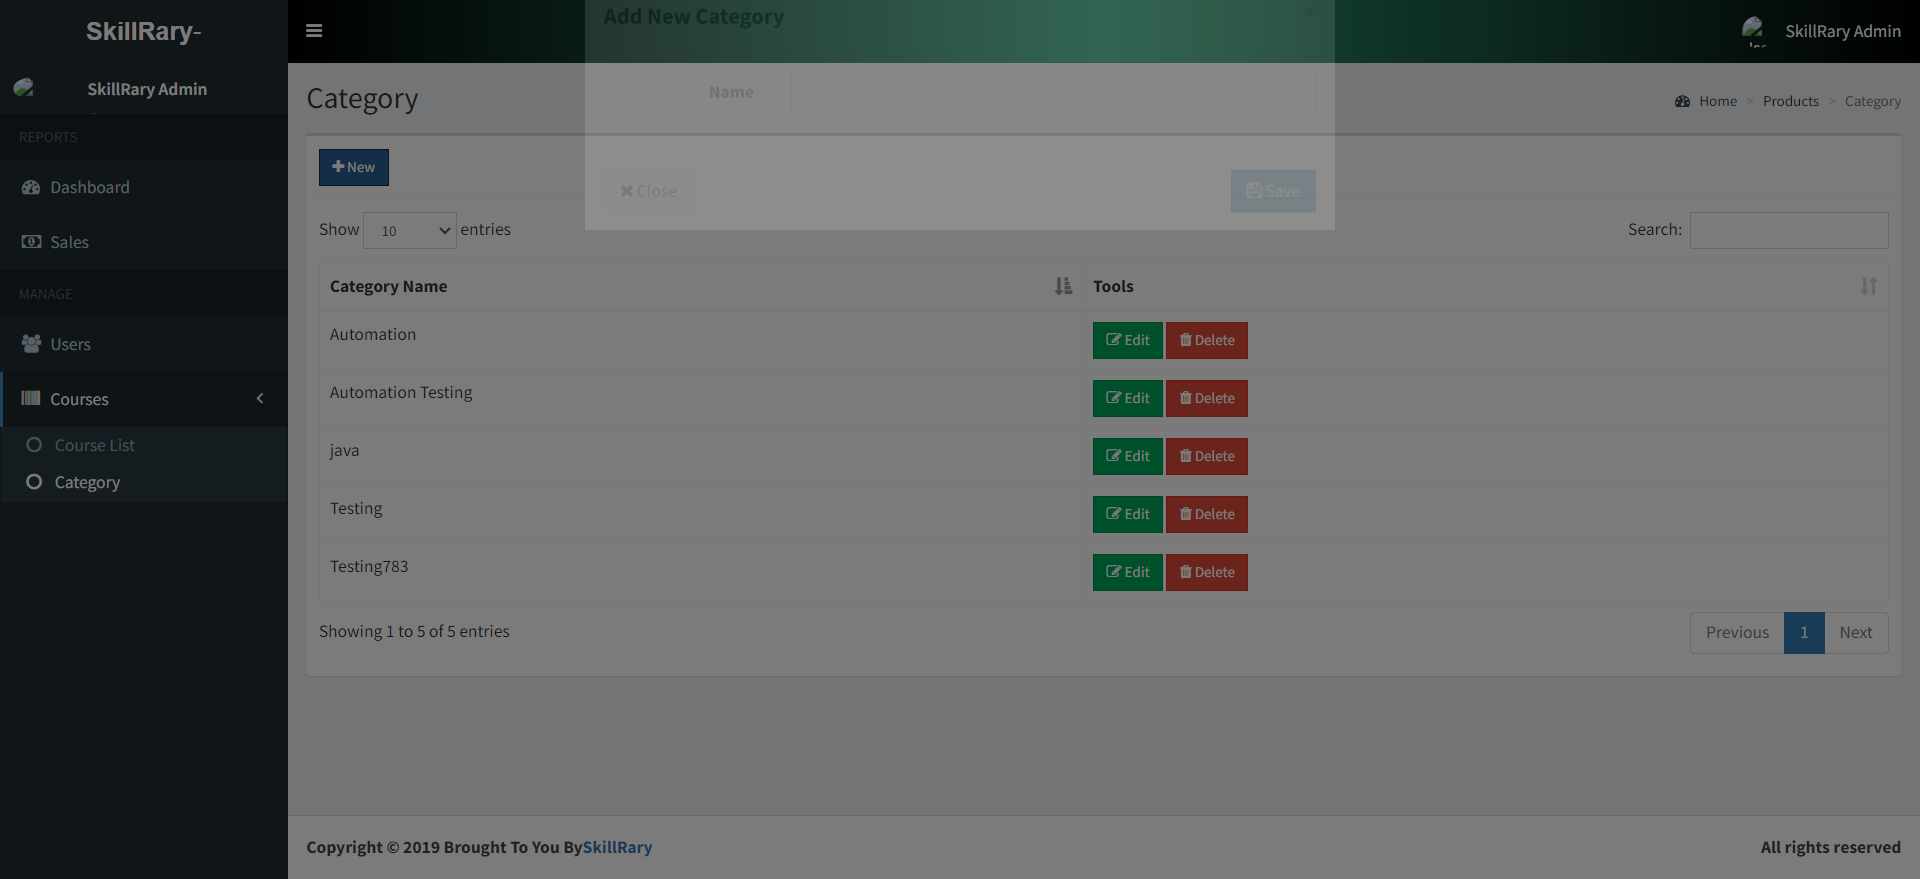 SkillRary-
SkillRary Admin
REPORTS
Dashboard
Sales
MANAGE
Users
Courses
Course List
Category
SkillRary Admin
Category
Home > Products > Category
Add New Category ×
Name
Close Save
New
Show 10 entries
Search:
Category Name Tools
Automation Edit Delete
Automation Testing Edit Delete
java Edit Delete
Testing Edit Delete
Testing783 Edit Delete
Showing 1 to 5 of 5 entries
Previous 1 Next
Copyright © 2019 Brought To You BySkillRary
All rights reserved